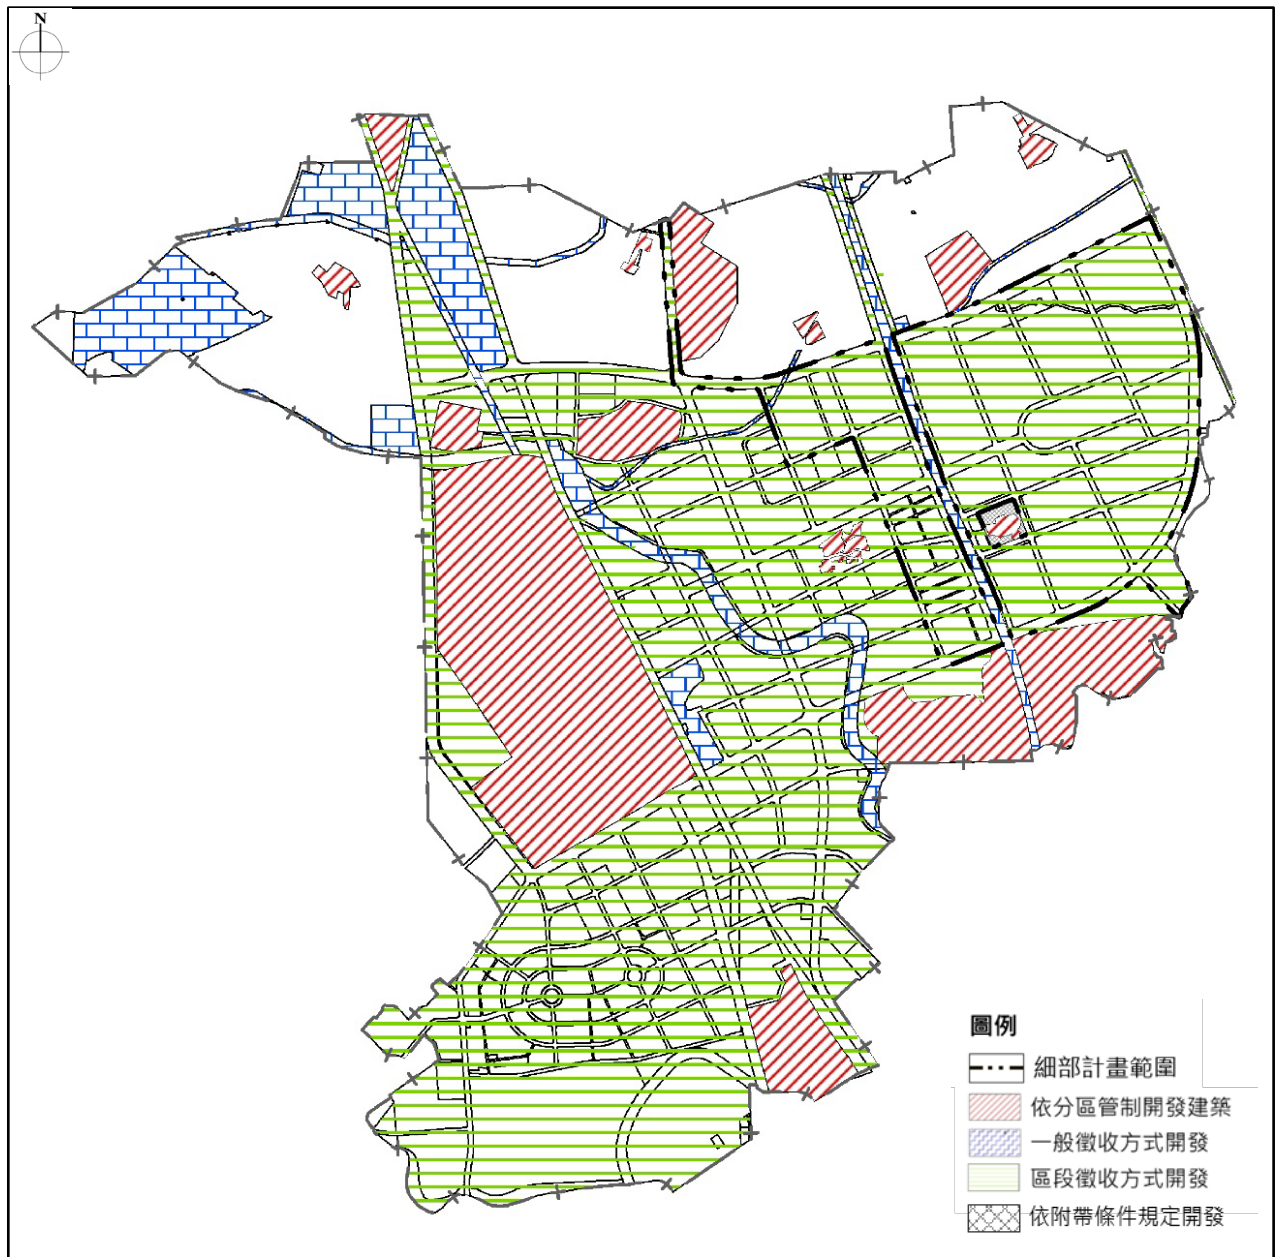 N
圖例
細部計畫範圍
依分區管制開發建築
一般徵收方式開發
區段徵收方式開發
依附帶條件規定開發